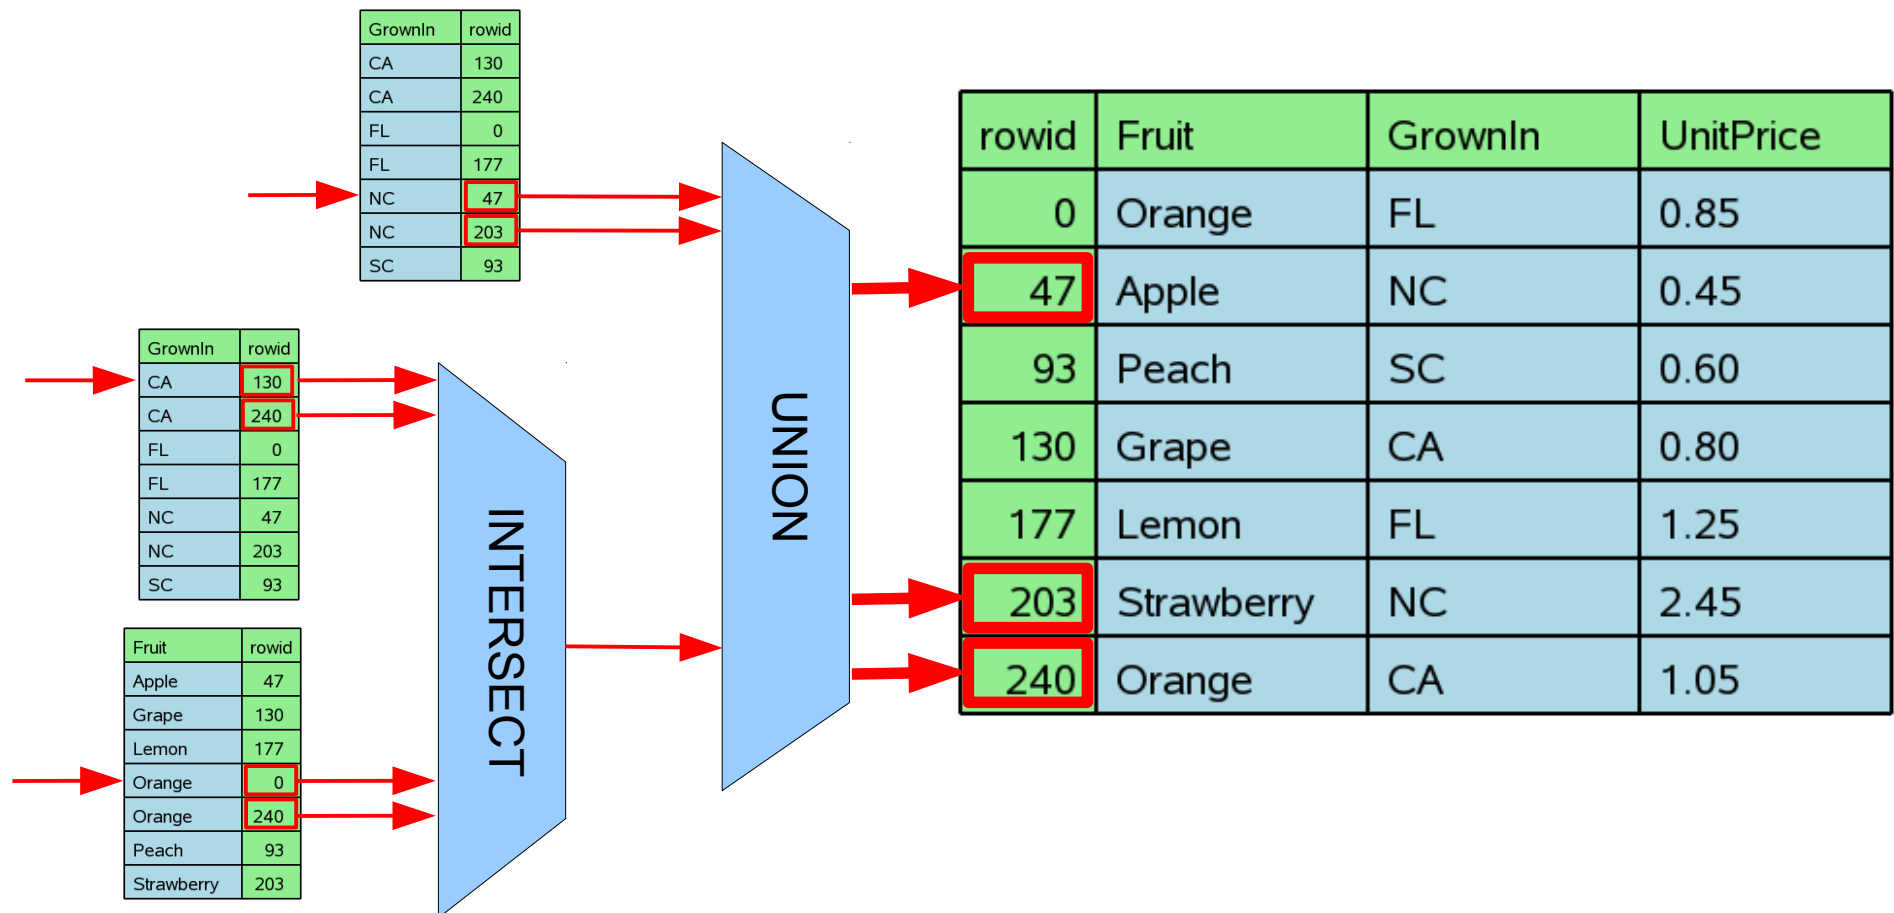 GrownIn rowid
CA 130
CA 240
FL 0
FL 177
NC 47
NC 203
SC 93
GrownIn rowid
CA 130
CA 240
FL 0
FL 177
NC 47
NC 203
SC 93
Fruit rowid
Apple 47
Grape 130
Lemon 177
Orange 0
Orange 240
Peach 93
Strawberry 203
INTERSECT
UNION
rowid Fruit GrownIn UnitPrice
0 Orange FL 0.85
47 Apple NC 0.45
93 Peach SC 0.60
130 Grape CA 0.80
177 Lemon FL 1.25
203 Strawberry NC 2.45
240 Orange CA 1.05